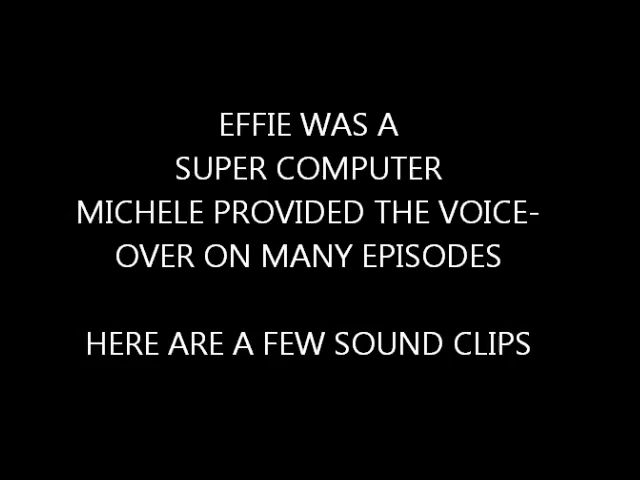 EFFIE WAS A
SUPER COMPUTER
MICHELE PROVIDED THE VOICE-
OVER ON MANY EPISODES
HERE ARE A FEW SOUND CLIPS